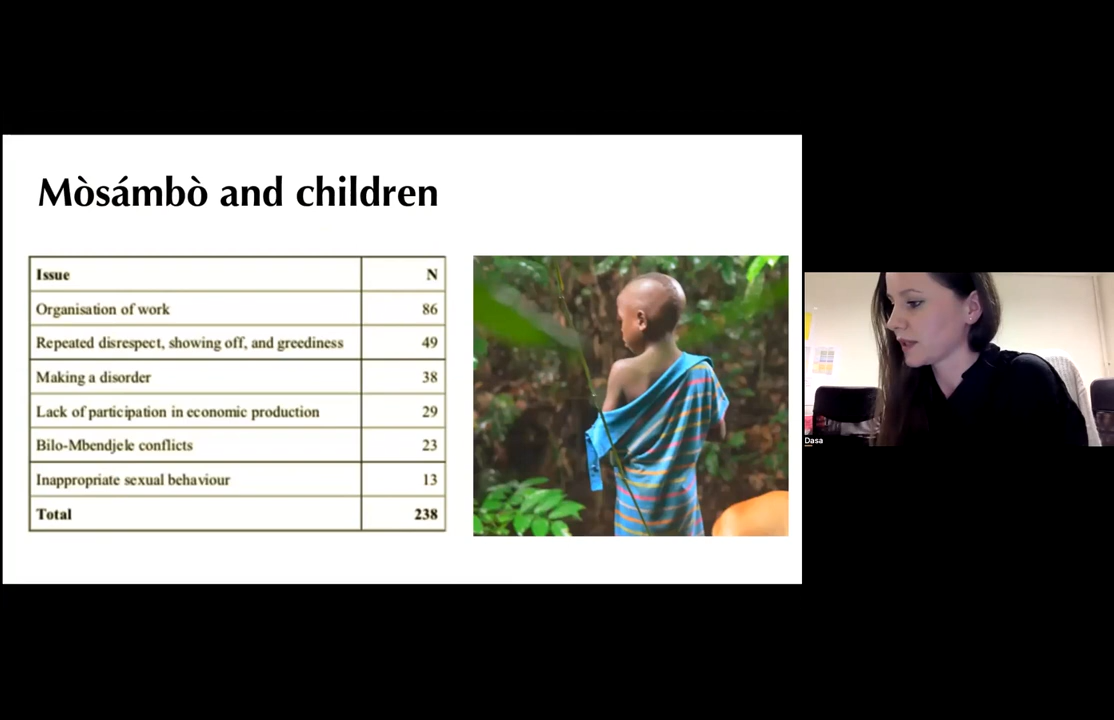 Mòsámbò and children
Issue N
Organisation of work 86
Repeated disrespect, showing off, and greediness 49
Making a disorder 38
Lack of participation in economic production 29
Bilo-Mbendjele conflicts 23
Inappropriate sexual behaviour 13
Total 238
Dasa